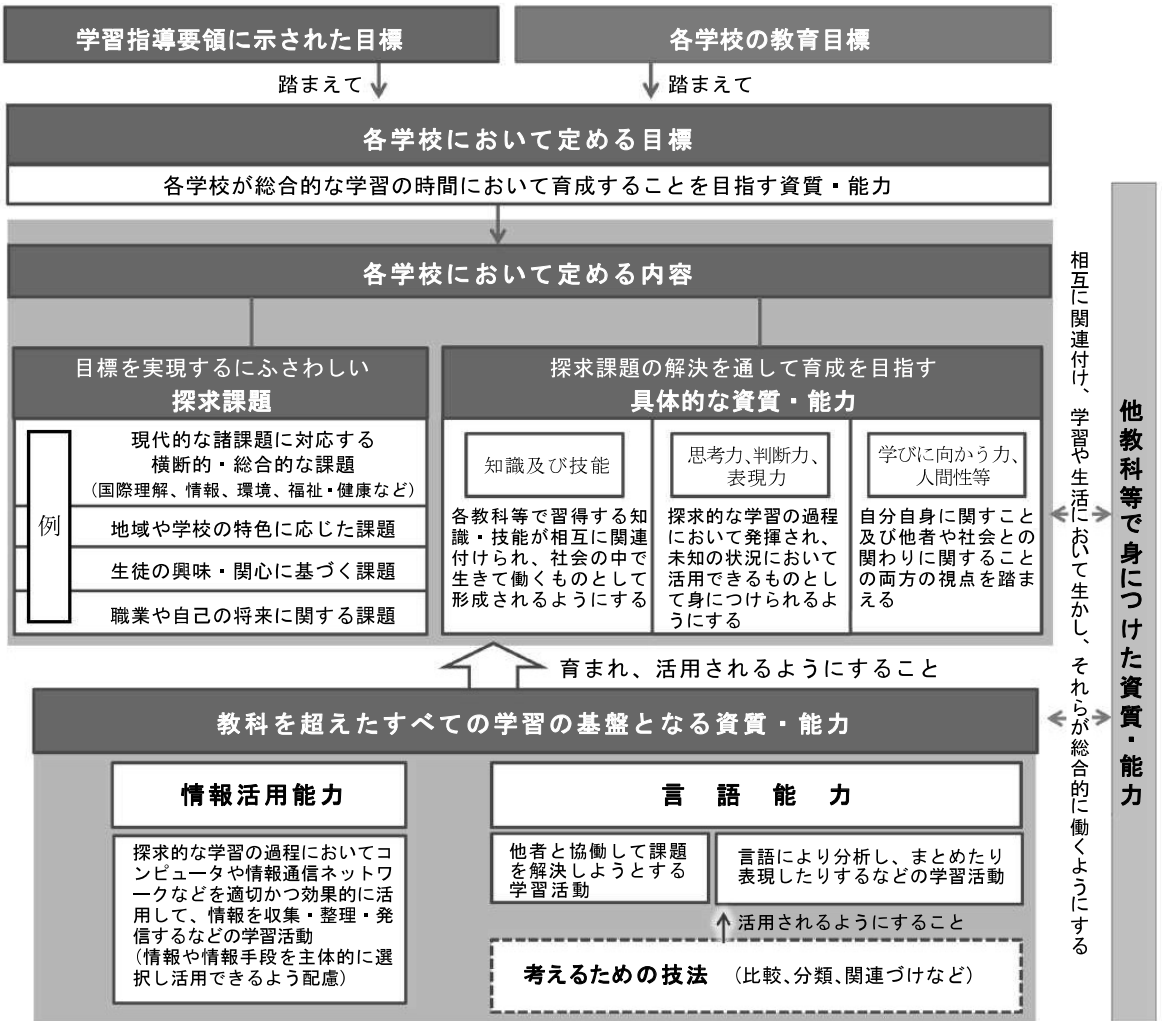 学習指導要領に示された目標
各学校の教育目標
踏まえて
踏まえて
各学校において定める目標
各学校が総合的な学習の時間において育成することを目指す資質・能力
各学校において定める内容
目標を実現するにふさわしい
探求課題
例
現代的な諸課題に対応する
横断的・総合的な課題
(国際理解、情報、環境、福祉・健康など)
地域や学校の特色に応じた課題
生徒の興味・関心に基づく課題
職業や自己の将来に関する課題
探求課題の解決を通して育成を目指す
具体的な資質・能力
知識及び技能
各教科等で習得する知
識・技能が相互に関連
付けられ、社会の中で
生きて働くものとして
形成されるようにする
思考力、判断力、
表現力
探求的な学習の過程
において発揮され、
未知の状況において
活用できるものとし
て身につけられるよ
うにする
学びに向かう力、
人間性等
自分自身に関すこと
及び他者や社会との
関わりに関すること
の両方の視点を踏ま
える
育まれ、活用されるようにすること
教科を超えたすべての学習の基盤となる資質・能力
情報活用能力
探求的な学習の過程においてコ
ンピュータや情報通信ネットワ
ークなどを適切かつ効果的に活
用して、情報を収集・整理・発
信するなどの学習活動
(情報や情報手段を主体的に選
択し活用できるよう配慮)
言語能力
他者と協働して課題
を解決しようとする
学習活動
言語により分析し、まとめたり
表現したりするなどの学習活動
活用されるようにすること
考えるための技法 (比較、分類、関連づけなど)
相互に関連付け、学習や生活において生かし、それらが総合的に働くようにする
他教科等で身につけた資質・能力